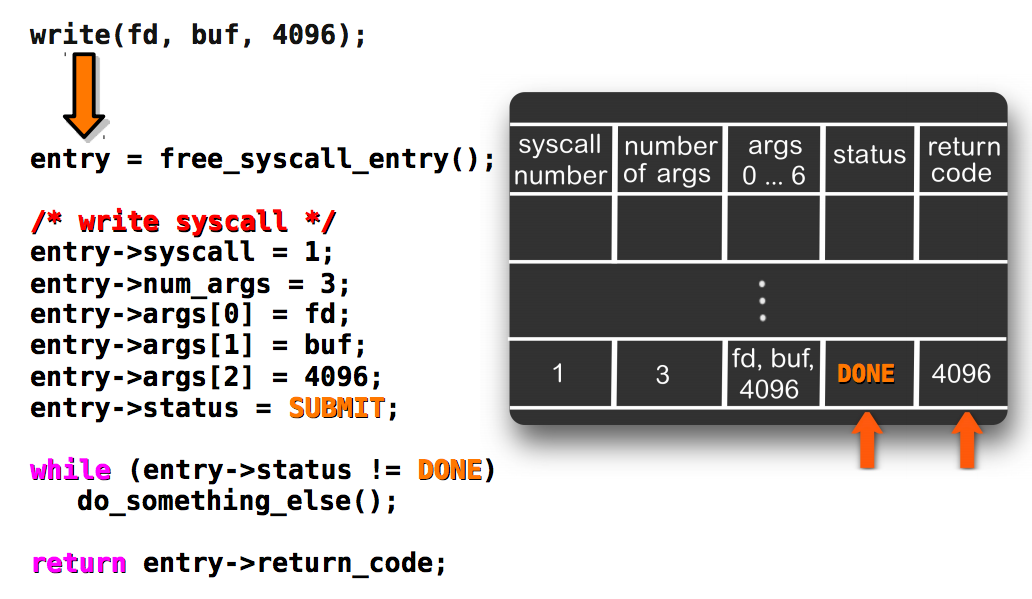 write(fd, buf, 4096);
entry = free_syscall_entry();
/* write syscall */
entry->syscall = 1;
entry->num_args = 3;
entry->args[0] = fd;
entry->args[1] = buf;
entry->args[2] = 4096;
entry->status = SUBMIT;
while (entry->status != DONE)
do_something_else();
return entry->return_code;
syscall number
number of args
args 0 ... 6
status
return code
1
3
fd, buf, 4096
DONE
4096